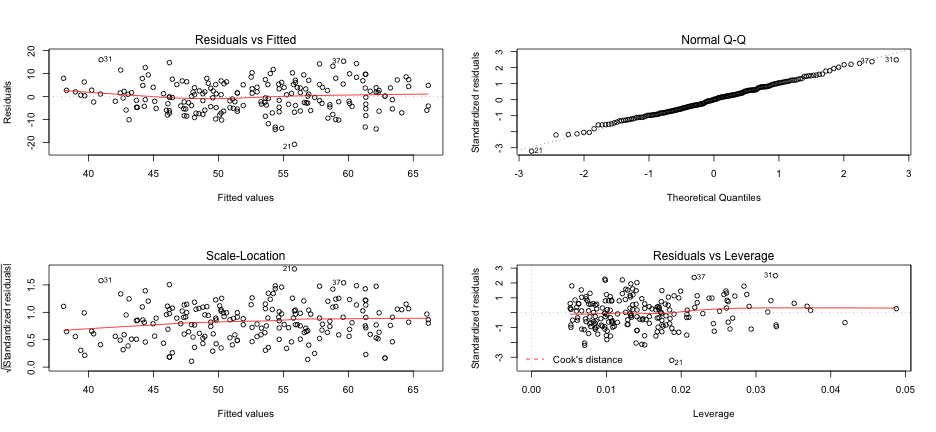 Residuals vs Fitted
Residuals
20
10
0
-10
-20
31
37
21
40 45 50 55 60 65
Fitted values
Normal Q-Q
Standardized residuals
3
2
1
0
-1
-3
37
31
21
-3 -2 -1 0 1 2 3
Theoretical Quantiles
Scale-Location
√|Standardized residuals|
1.5
1.0
0.5
0.0
31
21
37
40 45 50 55 60 65
Fitted values
Residuals vs Leverage
Standardized residuals
3
2
1
-1
-3
37
31
21
Cook's distance
0.00 0.01 0.02 0.03 0.04 0.05
Leverage